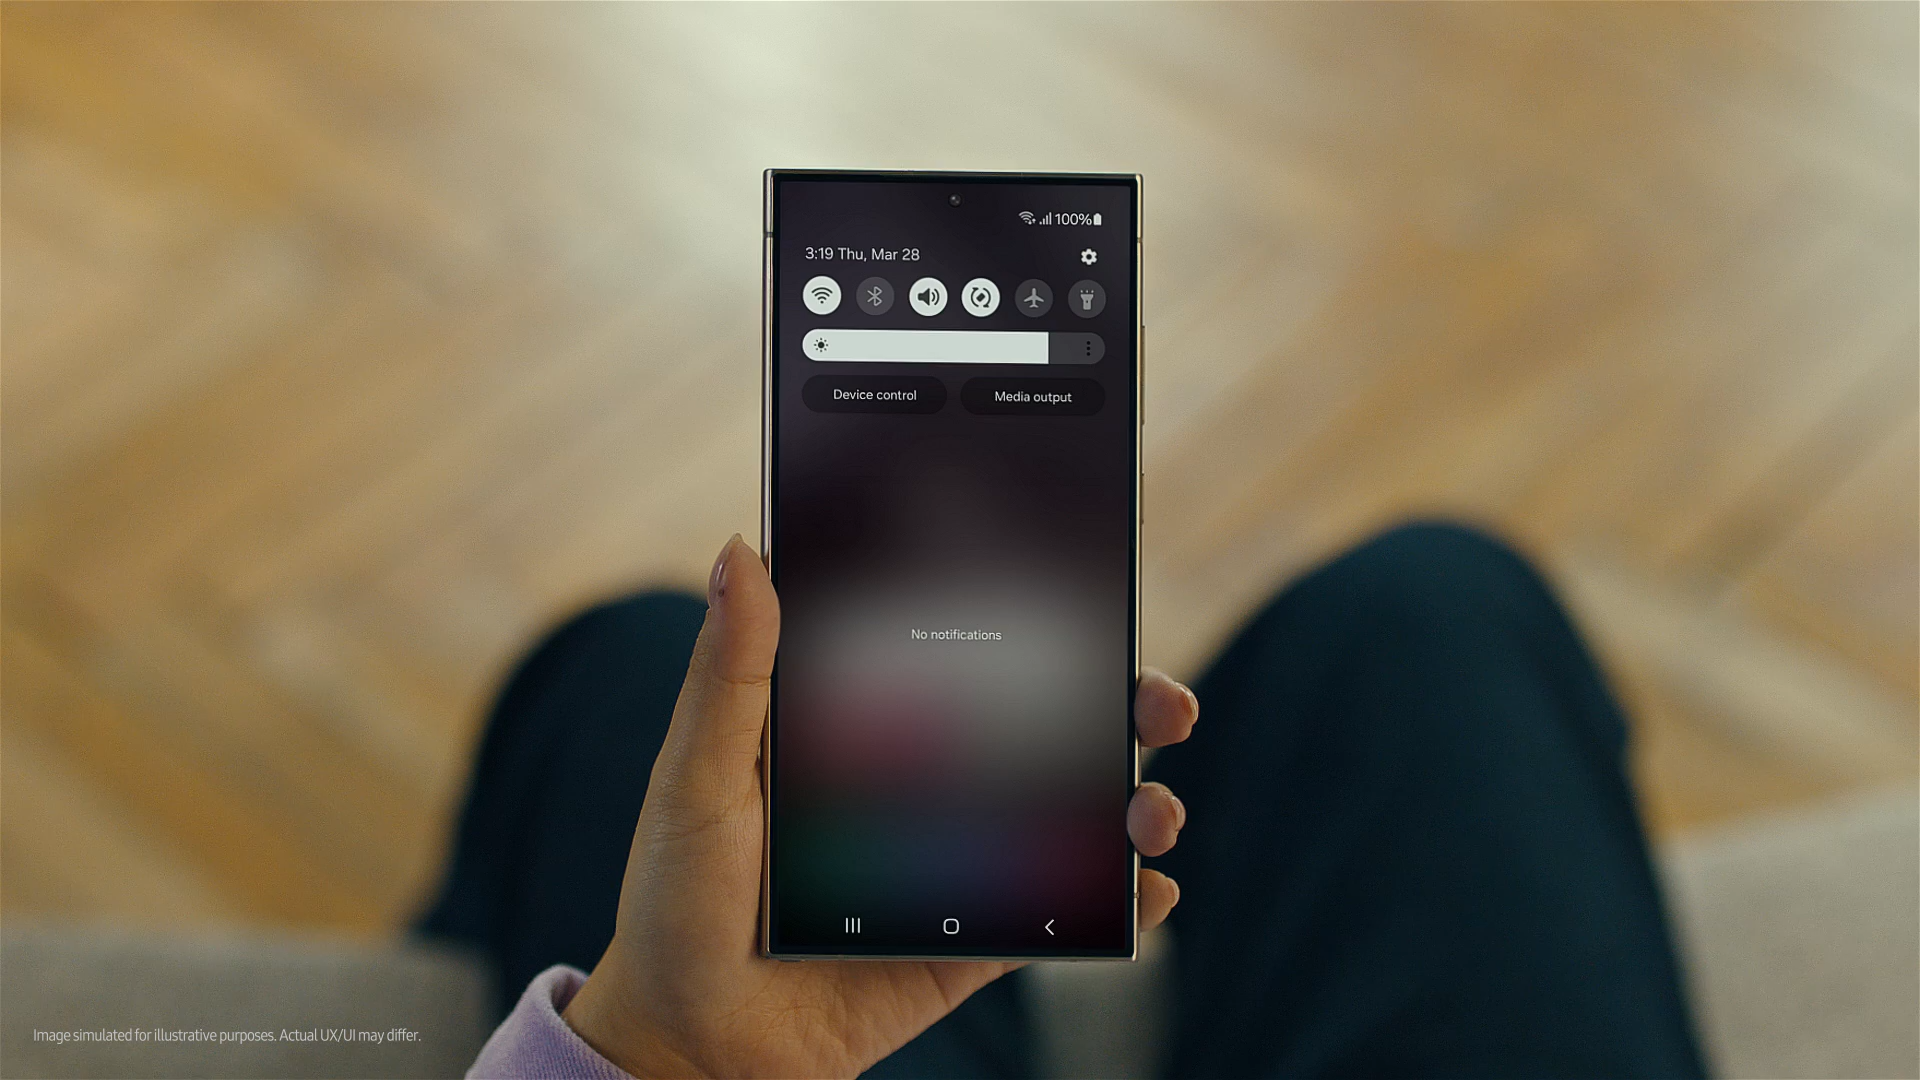 100%
3:19 Thu, Mar 28
Device control
Media output
No notifications
Image simulated for illustrative purposes. Actual UX/UI may differ.